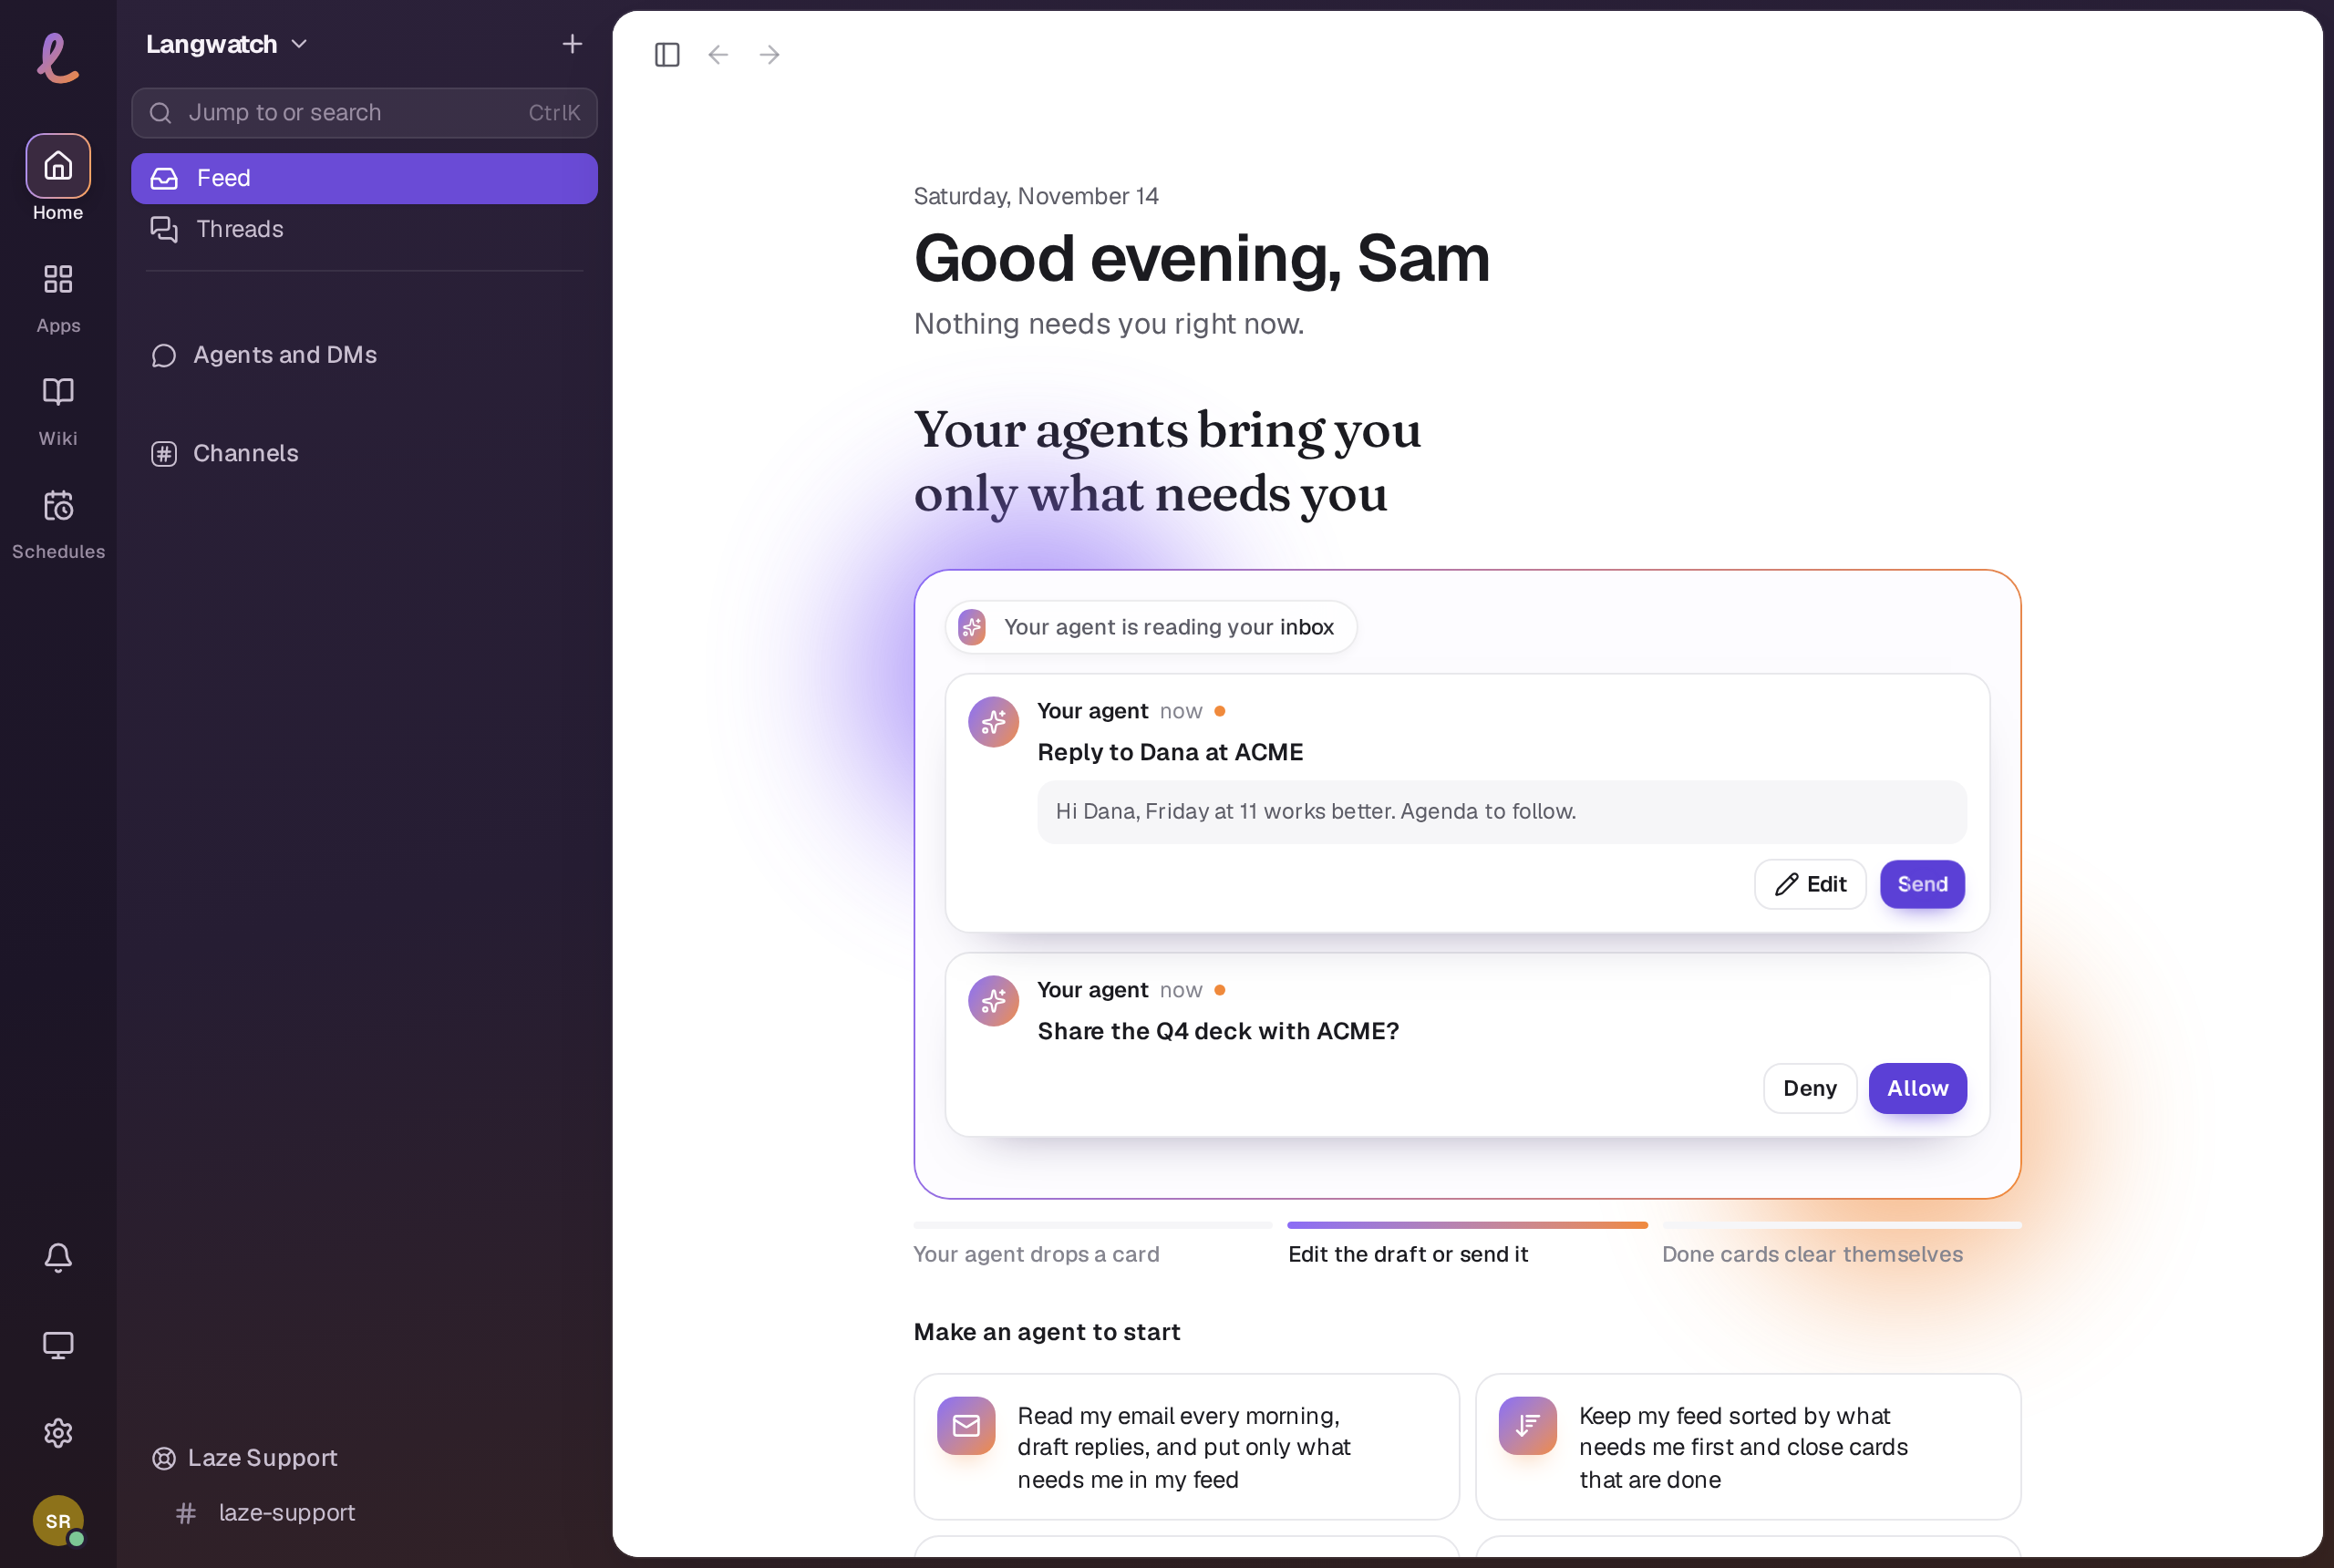 Langwatch
Jump to or search CtrlK
Home
Feed
Threads
Apps
Agents and DMs
Wiki
Channels
Schedules
Laze Support
laze-support
SR
Saturday, November 14
Good evening, Sam
Nothing needs you right now.
Your agents bring you
only what needs you
Your agent is reading your inbox
Your agent now
Reply to Dana at ACME
Hi Dana, Friday at 11 works better. Agenda to follow.
Edit Send
Your agent now
Share the Q4 deck with ACME?
Deny Allow
Your agent drops a card
Edit the draft or send it
Done cards clear themselves
Make an agent to start
Read my email every morning,
draft replies, and put only what
needs me in my feed
Keep my feed sorted by what
needs me first and close cards
that are done